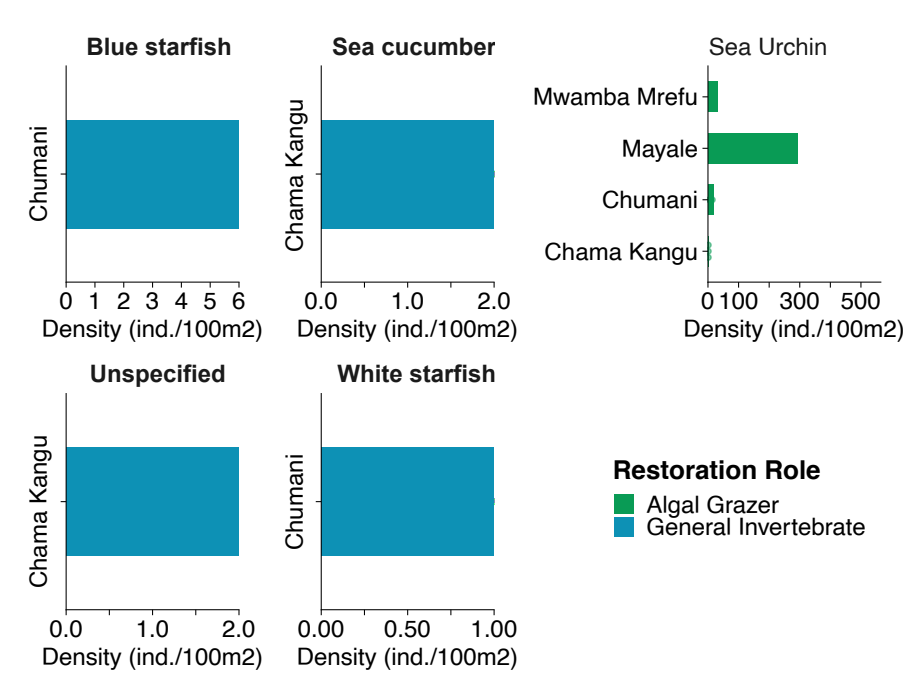 Blue starfish
Chumani
0 1 2 3 4 5 6
Density (ind./100m2)
Sea cucumber
Chama Kangu
0.0 1.0 2.0
Density (ind./100m2)
Sea Urchin
Mwamba Mrefu
Mayale
Chumani
Chama Kangu
0 100 300 500
Density (ind./100m2)
Unspecified
Chama Kangu
0.0 1.0 2.0
Density (ind./100m2)
White starfish
Chumani
0.00 0.50 1.00
Density (ind./100m2)
Restoration Role
Algal Grazer
General Invertebrate